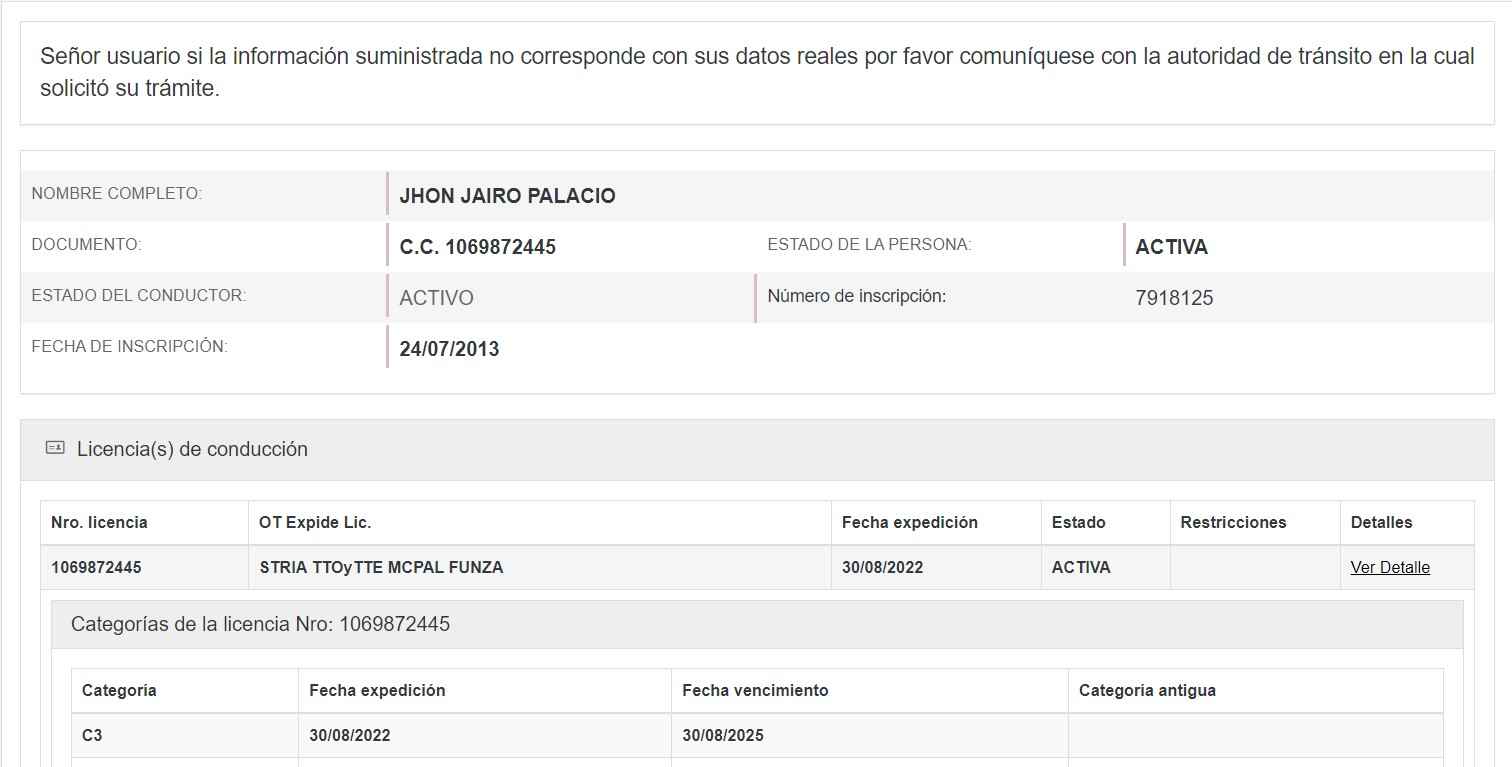 Señor usuario si la información suministrada no corresponde con sus datos reales por favor comuníquese con la autoridad de tránsito en la cual
solicitó su trámite.
NOMBRE COMPLETO: JHON JAIRO PALACIO
DOCUMENTO: C.C. 1069872445 ESTADO DE LA PERSONA: ACTIVA
ESTADO DEL CONDUCTOR: ACTIVO Número de inscripción: 7918125
FECHA DE INSCRIPCIÓN: 24/07/2013
Licencia(s) de conducción
Nro. licencia OT Expide Lic. Fecha expedición Estado Restricciones Detalles
1069872445 STRIA TTOyTTE MCPAL FUNZA 30/08/2022 ACTIVA Ver Detalle
Categorías de la licencia Nro: 1069872445
Categoría Fecha expedición Fecha vencimiento Categoría antigua
C3 30/08/2022 30/08/2025